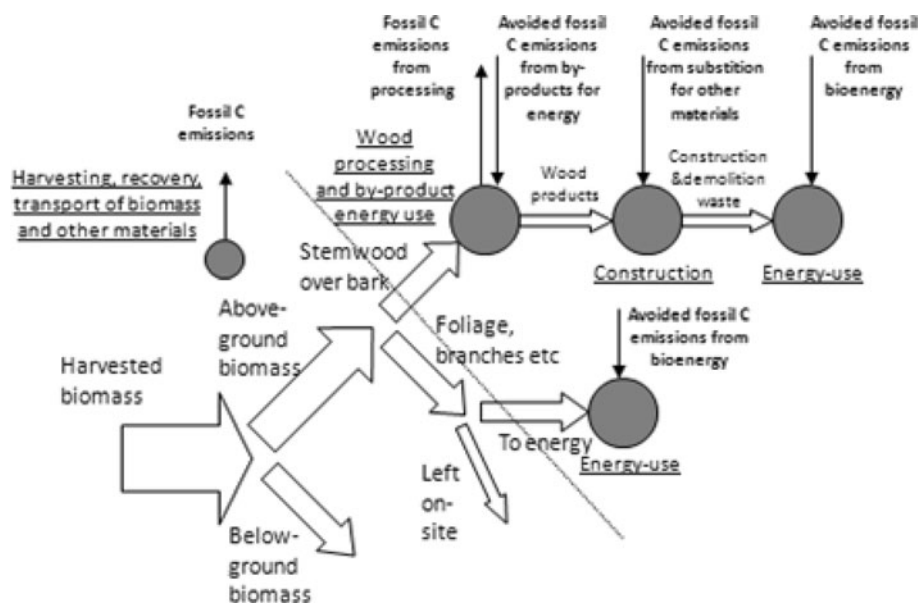 Fossil C
emissions
from
processing
Avoided fossil
C emissions
from by-
products for
energy
Avoided fossil
C emissions
from substition
for other
materials
Avoided fossil
C emissions
from
bioenergy
Fossil C
emissions
Harvesting, recovery,
transport of biomass
and other materials
Wood
processing
and by-product
energy use
Wood
products
Construction
&demolition
waste
Construction
Energy-use
Stemwood
over bark
Above-
ground
biomass
Foliage,
branches etc
Avoided fossil C
emissions from
bioenergy
Harvested
biomass
To energy
Energy-use
Left
on-
site
Below-
ground
biomass